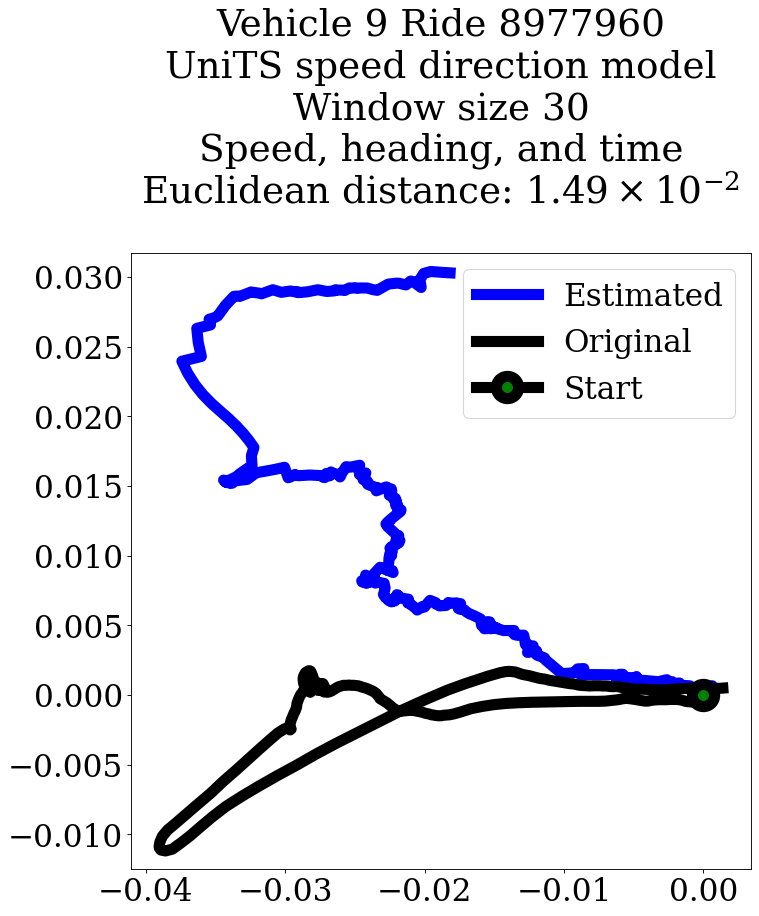 Vehicle 9 Ride 8977960
UniTS speed direction model
Window size 30
Speed, heading, and time
Euclidean distance: 1.49 × 10⁻²
Estimated
Original
Start
0.030
0.025
0.020
0.015
0.010
0.005
0.000
−0.005
−0.010
−0.04 −0.03 −0.02 −0.01 0.00